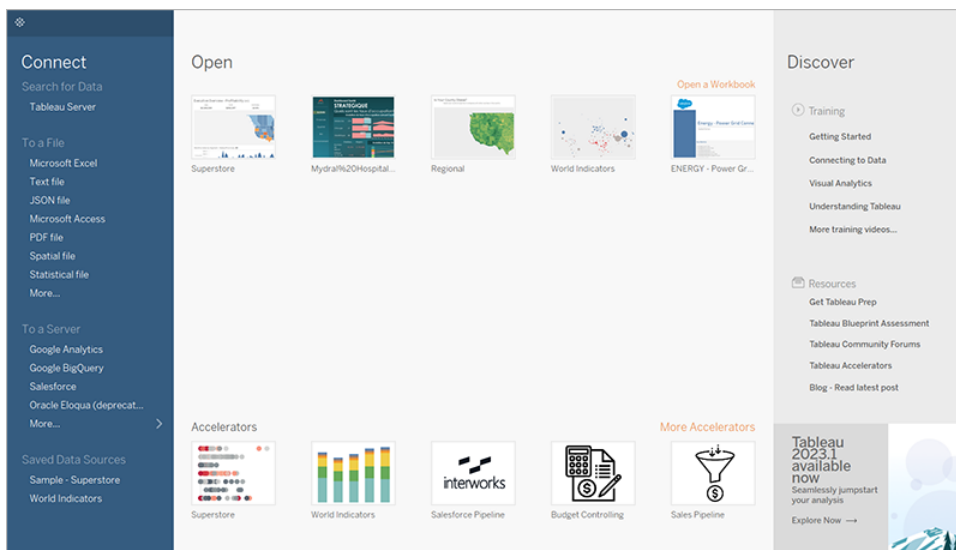 Connect
Search for Data
Tableau Server
To a File
Microsoft Excel
Text file
JSON file
Microsoft Access
PDF file
Spatial file
Statistical file
More...
To a Server
Google Analytics
Google BigQuery
Salesforce
Oracle Eloqua (deprecat...
More...
Saved Data Sources
Sample - Superstore
World Indicators
Open
Open a Workbook
STRATEGIQUE
Energy - Power Grid Cente
Superstore
Mydral%20Hospital...
Regional
World Indicators
ENERGY - Power Gr...
Accelerators
More Accelerators
interworks
Superstore
World Indicators
Salesforce Pipeline
Budget Controlling
Sales Pipeline
Discover
Training
Getting Started
Connecting to Data
Visual Analytics
Understanding Tableau
More training videos...
Resources
Get Tableau Prep
Tableau Blueprint Assessment
Tableau Community Forums
Tableau Accelerators
Blog - Read latest post
Tableau
2023.1
available
now
Seamlessly jumpstart
your analysis
Explore Now →